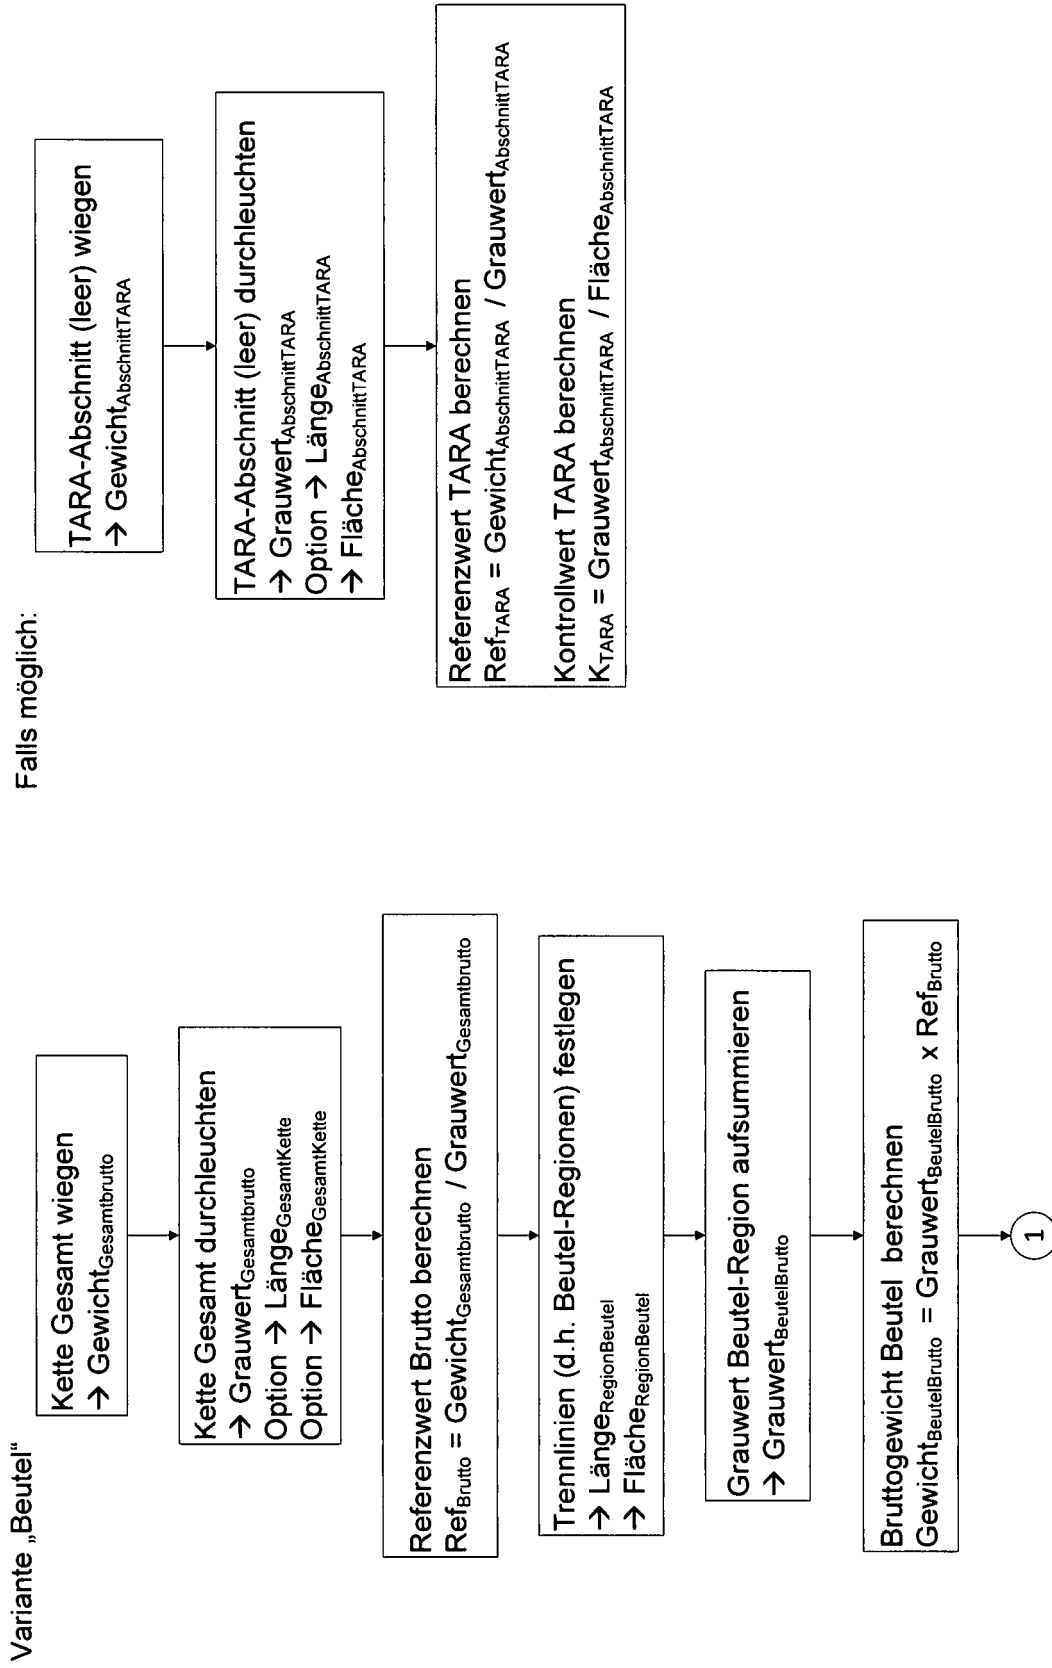 Variante „Beutel“
Kette Gesamt wiegen
→ Gewicht_Gesamtbrutto
Kette Gesamt durchleuchten
→ Grauwert_Gesamtbrutto
Option → Länge_GesamtKette
Option → Fläche_GesamtKette
Referenzwert Brutto berechnen
Ref_Brutto = Gewicht_Gesamtbrutto / Grauwert_Gesamtbrutto
Trennlinien (d.h. Beutel-Regionen) festlegen
→ Länge_RegionBeutel
→ Fläche_RegionBeutel
Grauwert Beutel-Region aufsummieren
→ Grauwert_BeutelBrutto
Bruttogewicht Beutel berechnen
Gewicht_BeutelBrutto = Grauwert_BeutelBrutto x Ref_Brutto
1
Falls möglich:
TARA-Abschnitt (leer) wiegen
→ Gewicht_AbschnittTARA
TARA-Abschnitt (leer) durchleuchten
→ Grauwert_AbschnittTARA
Option → Länge_AbschnittTARA
→ Fläche_AbschnittTARA
Referenzwert TARA berechnen
Ref_TARA = Gewicht_AbschnittTARA / Grauwert_AbschnittTARA
Kontrollwert TARA berechnen
K_TARA = Grauwert_AbschnittTARA / Fläche_AbschnittTARA